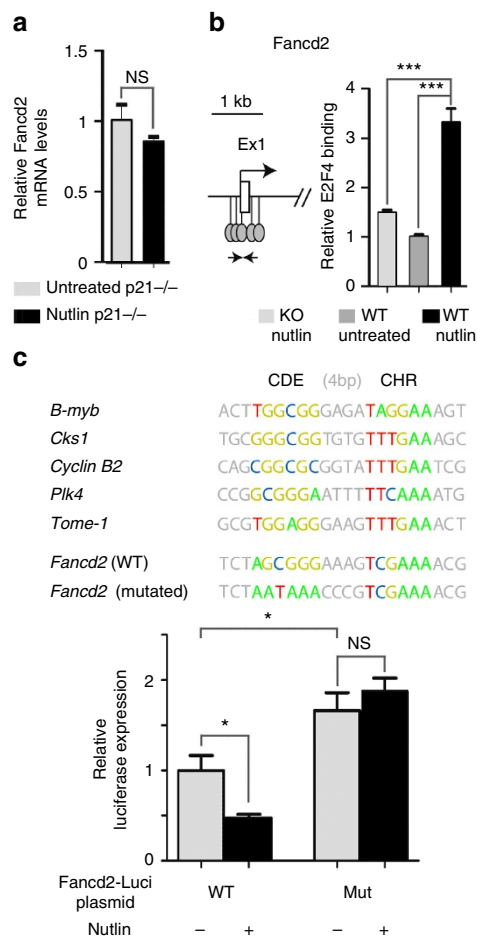 a
1.5
1
0.5
0
Relative Fancd2
mRNA levels
NS
Untreated p21–/–
Nutlin p21–/–
b
Fancd2
1 kb
Ex1
4
3
2
1
0
Relative E2F4 binding
***
***
KO
nutlin
WT
untreated
WT
nutlin
c
CDE (4bp) CHR
B-myb ACTTGGCGGGAGATAGGAAAGT
Cks1 TGCGGGCGGTGTGTTTGAAAGC
Cyclin B2 CAGCGGCGCGGTATTTGAATCG
Plk4 CCGGCGGGAATTTTTCAAAATG
Tome-1 GCGTGGAGGGAAGTTTGAAACT
Fancd2 (WT) TCTAGCGGGAAAGTCGAAAACG
Fancd2 (mutated) TCTAATAAACCCGTCGAAAACG
2
1
0
Relative
luciferase expression
*
*
NS
Fancd2-Luci
plasmid
WT
Mut
Nutlin – + – +